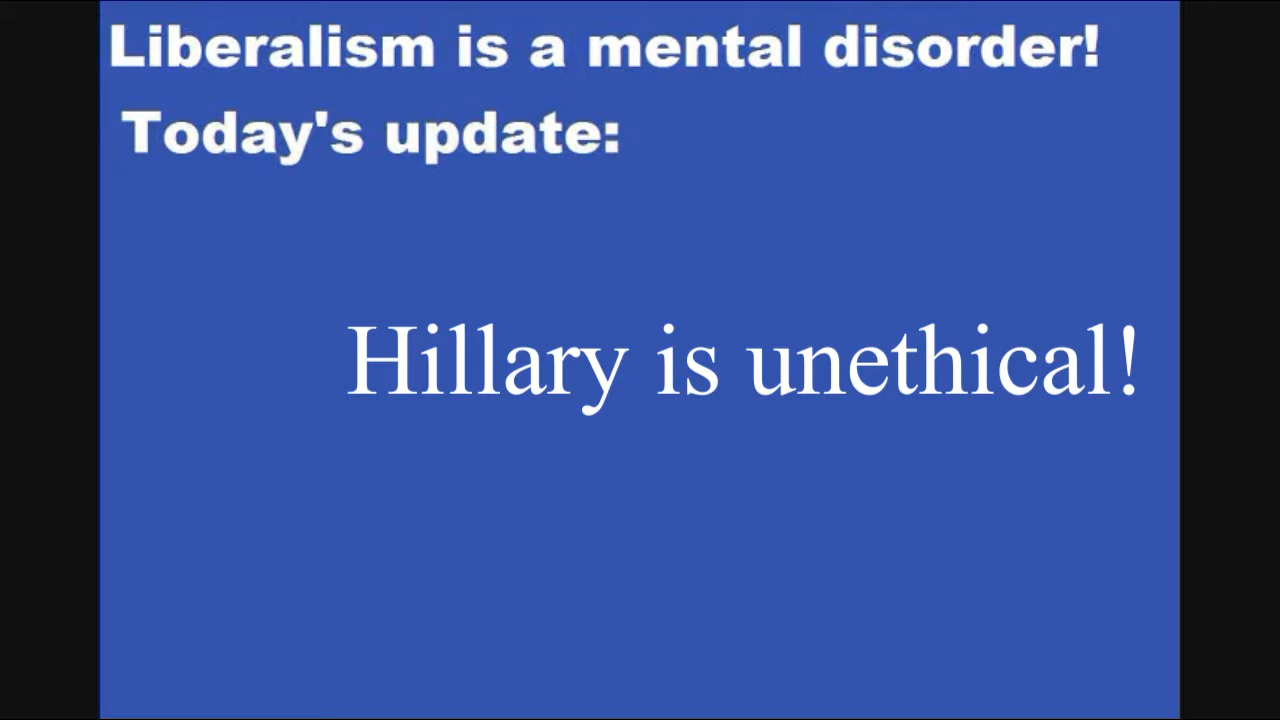 Liberalism is a mental disorder!
Today's update:
Hillary is unethical!